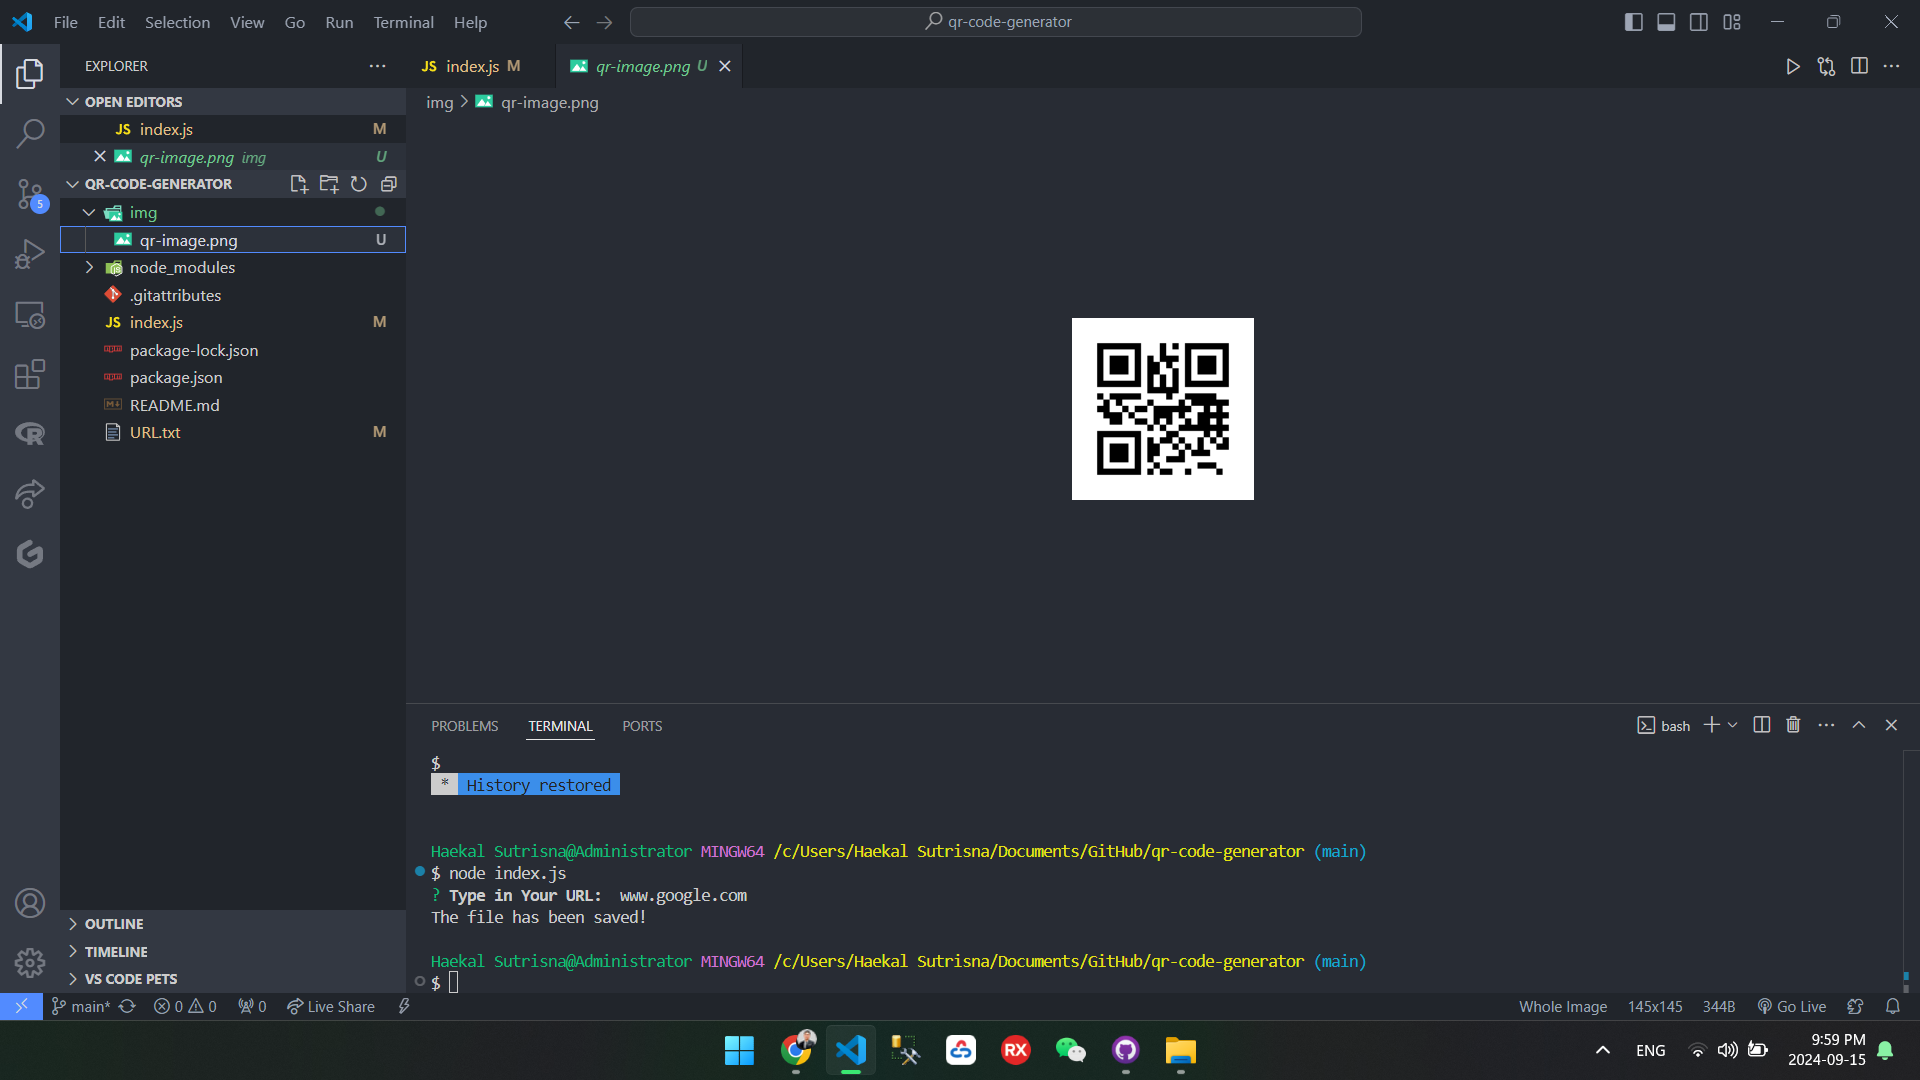 File Edit Selection View Go Run Terminal Help
qr-code-generator
EXPLORER
JS index.js M
qr-image.png U
OPEN EDITORS
JS index.js M
qr-image.png img U
QR-CODE-GENERATOR
img
qr-image.png U
node_modules
.gitattributes
JS index.js M
package-lock.json
package.json
README.md
URL.txt M
5
img > qr-image.png
PROBLEMS TERMINAL PORTS
bash
$
* History restored
Haekal Sutrisna@Administrator MINGW64 /c/Users/Haekal Sutrisna/Documents/GitHub/qr-code-generator (main)
$ node index.js
? Type in Your URL: www.google.com
The file has been saved!
Haekal Sutrisna@Administrator MINGW64 /c/Users/Haekal Sutrisna/Documents/GitHub/qr-code-generator (main)
$
OUTLINE
TIMELINE
VS CODE PETS
main* 0 0 0 Live Share
Whole Image 145x145 344B Go Live
RX
ENG
9:59 PM
2024-09-15